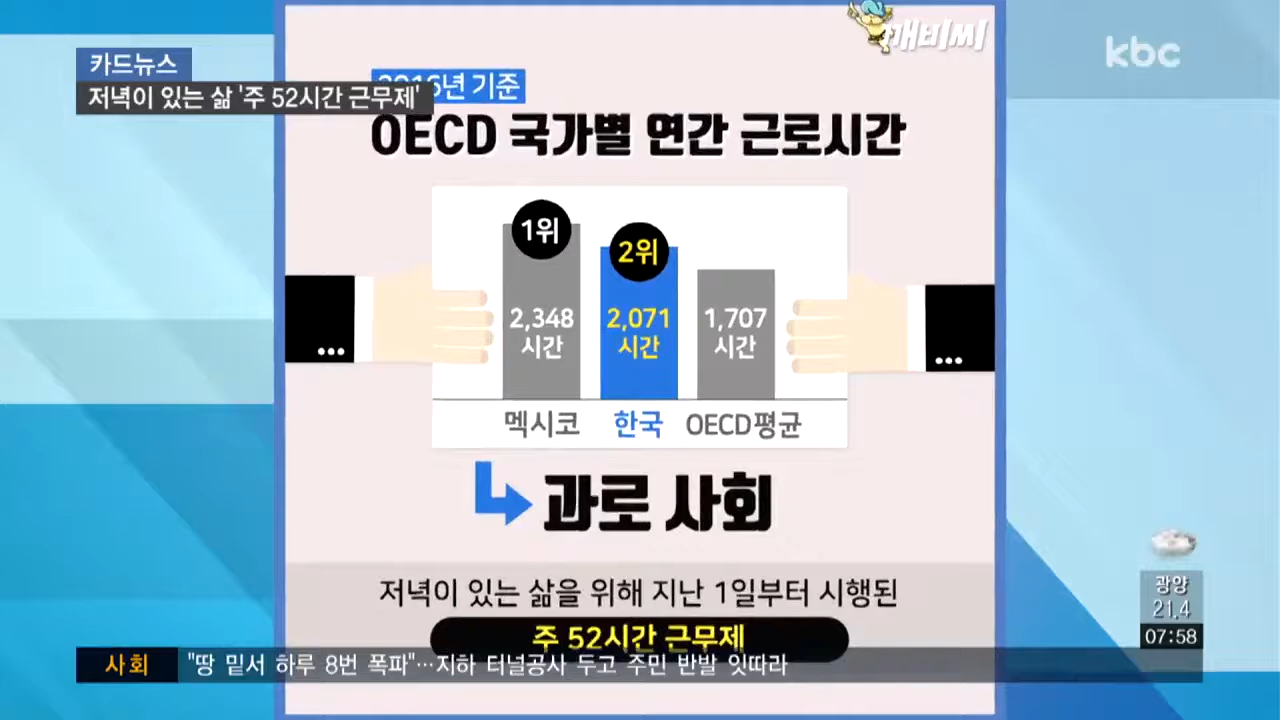 깨비씨
kbc
카드뉴스
저녁이 있는 삶 '주 52시간 근무제'
2016년 기준
OECD 국가별 연간 근로시간
1위
2위
2,348
시간
2,071
시간
1,707
시간
멕시코
한국
OECD평균
과로 사회
저녁이 있는 삶을 위해 지난 1일부터 시행된
주 52시간 근무제
광양
21.4
07:58
사회
"땅 밑서 하루 8번 폭파"…지하 터널공사 두고 주민 반발 잇따라